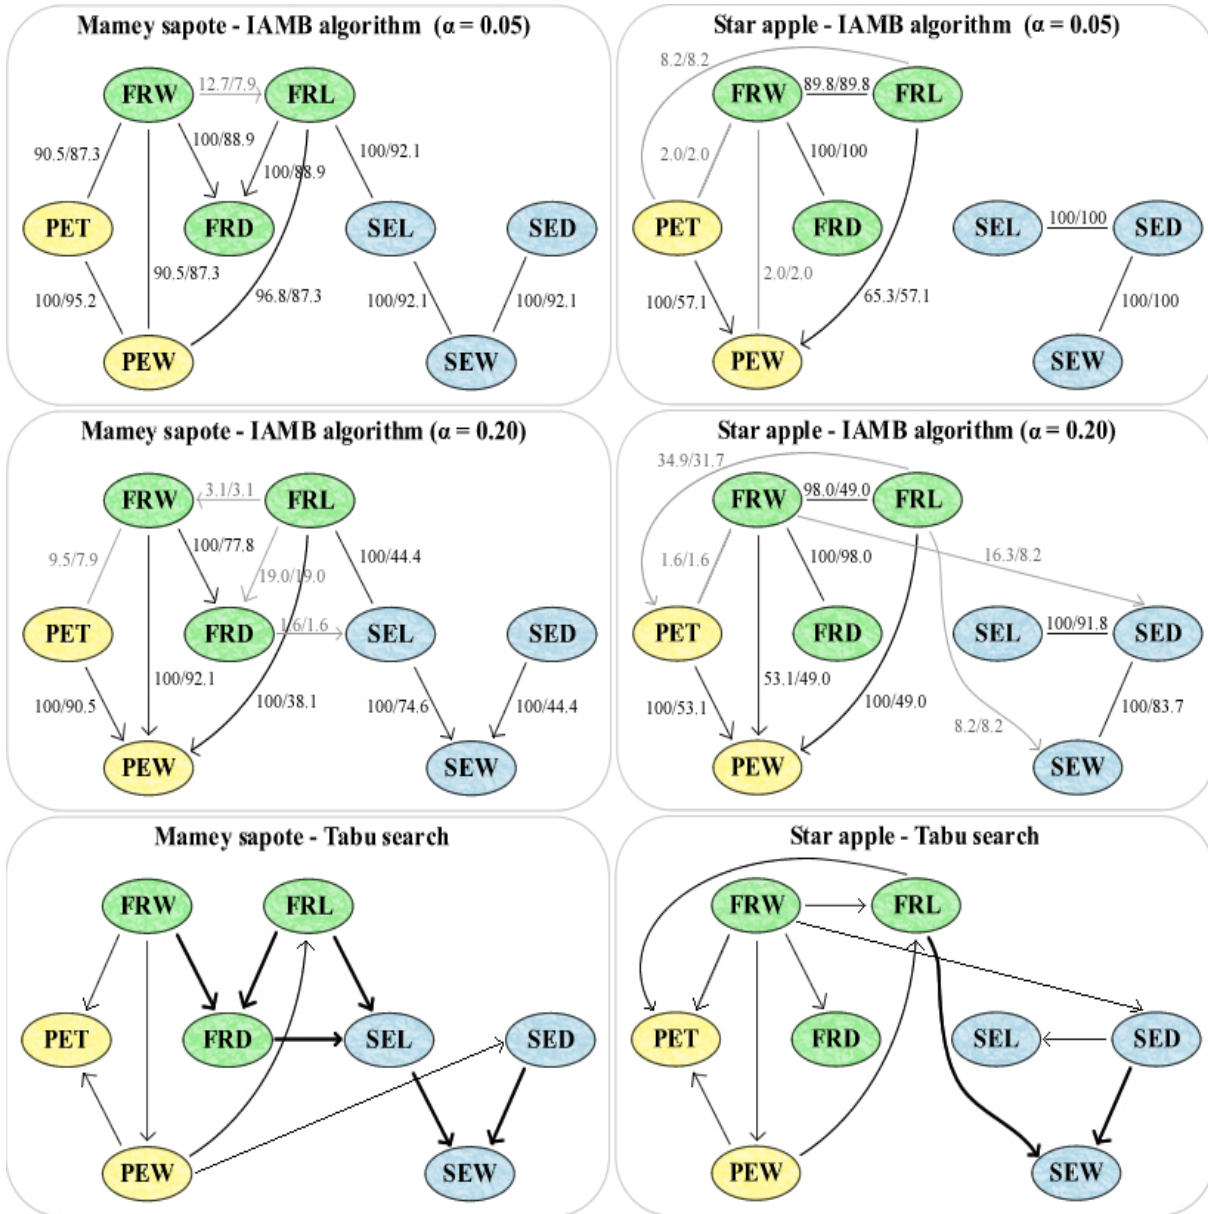 Mamey sapote - IAMB algorithm (α = 0.05)
FRW
12.7/7.9
FRL
90.5/87.3
100/88.9
100/88.9
100/92.1
PET
FRD
SEL
SED
100/95.2
90.5/87.3
96.8/87.3
100/92.1
100/92.1
PEW
SEW
Star apple - IAMB algorithm (α = 0.05)
8.2/8.2
FRW
89.8/89.8
FRL
2.0/2.0
100/100
PET
FRD
SEL
100/100
SED
100/57.1
2.0/2.0
65.3/57.1
100/100
PEW
SEW
Mamey sapote - IAMB algorithm (α = 0.20)
FRW
3.1/3.1
FRL
9.5/7.9
100/77.8
19.0/19.0
100/44.4
PET
FRD
1.6/1.6
SEL
SED
100/90.5
100/92.1
100/38.1
100/74.6
100/44.4
PEW
SEW
Star apple - IAMB algorithm (α = 0.20)
34.9/31.7
FRW
98.0/49.0
FRL
1.6/1.6
100/98.0
16.3/8.2
PET
FRD
SEL
100/91.8
SED
100/53.1
53.1/49.0
100/49.0
8.2/8.2
100/83.7
PEW
SEW
Mamey sapote - Tabu search
FRW
FRL
PET
FRD
SEL
SED
PEW
SEW
Star apple - Tabu search
FRW
FRL
PET
FRD
SEL
SED
PEW
SEW